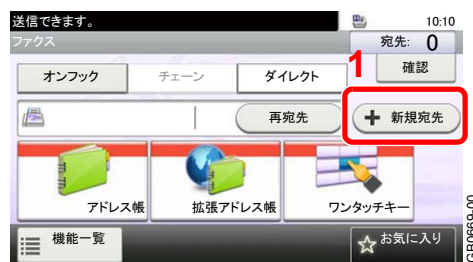 送信できます。
10:10
ファクス
宛先: 0
1
オンフック
チェーン
ダイレクト
確認
再宛先
+ 新規宛先
アドレス帳
拡張アドレス帳
ワンタッチキー
機能一覧
お気に入り
GB0669-00